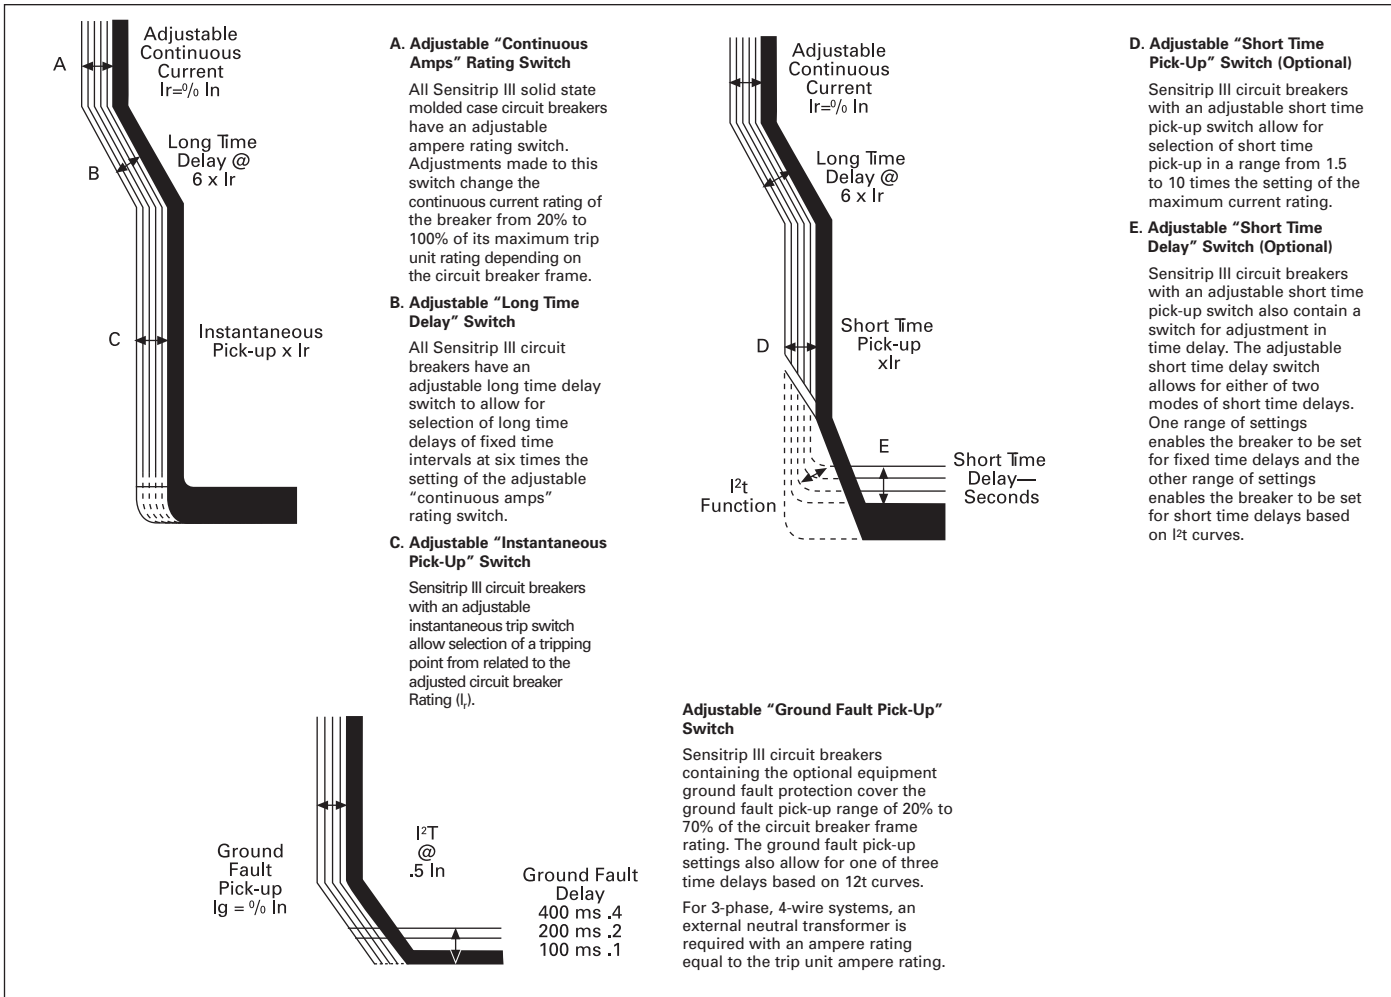 Adjustable
Continuous
Current
Ir=% In
A
Long Time
Delay @
6 x Ir
B
C
Instantaneous
Pick-up x Ir
A. Adjustable “Continuous
Amps” Rating Switch
All Sensitrip III solid state
molded case circuit breakers
have an adjustable
ampere rating switch.
Adjustments made to this
switch change the
continuous current rating of
the breaker from 20% to
100% of its maximum trip
unit rating depending on
the circuit breaker frame.
B. Adjustable “Long Time
Delay” Switch
All Sensitrip III circuit
breakers have an
adjustable long time delay
switch to allow for
selection of long time
delays of fixed time
intervals at six times the
setting of the adjustable
“continuous amps”
rating switch.
C. Adjustable “Instantaneous
Pick-Up” Switch
Sensitrip III circuit breakers
with an adjustable
instantaneous trip switch
allow selection of a tripping
point from related to the
adjusted circuit breaker
Rating (Ir).
Adjustable
Continuous
Current
Ir=% In
Long Time
Delay @
6 x Ir
D
Short Time
Pick-up
xIr
E
I²t
Function
Short Time
Delay—
Seconds
D. Adjustable “Short Time
Pick-Up” Switch (Optional)
Sensitrip III circuit breakers
with an adjustable short time
pick-up switch allow for
selection of short time
pick-up in a range from 1.5
to 10 times the setting of the
maximum current rating.
E. Adjustable “Short Time
Delay” Switch (Optional)
Sensitrip III circuit breakers
with an adjustable short time
pick-up switch also contain a
switch for adjustment in
time delay. The adjustable
short time delay switch
allows for either of two
modes of short time delays.
One range of settings
enables the breaker to be set
for fixed time delays and the
other range of settings
enables the breaker to be set
for short time delays based
on I²t curves.
Ground
Fault
Pick-up
Ig = % In
I²T
@
.5 In
Ground Fault
Delay
400 ms .4
200 ms .2
100 ms .1
Adjustable “Ground Fault Pick-Up”
Switch
Sensitrip III circuit breakers
containing the optional equipment
ground fault protection cover the
ground fault pick-up range of 20% to
70% of the circuit breaker frame
rating. The ground fault pick-up
settings also allow for one of three
time delays based on 12t curves.
For 3-phase, 4-wire systems, an
external neutral transformer is
required with an ampere rating
equal to the trip unit ampere rating.